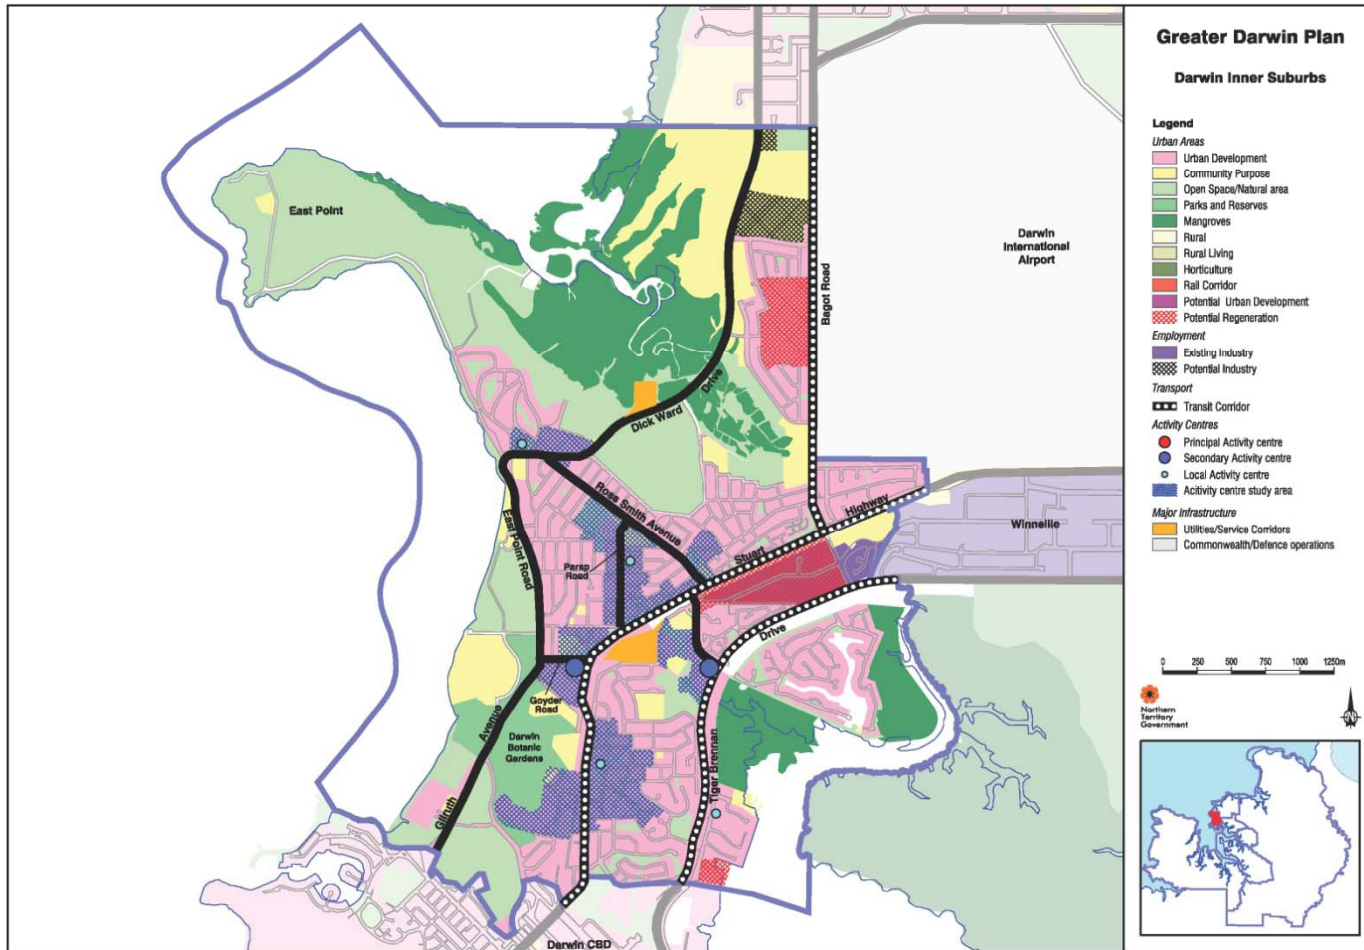 Greater Darwin Plan
Darwin Inner Suburbs
Legend
Urban Areas
Urban Development
Community Purpose
Open Space/Natural area
Parks and Reserves
Mangroves
Rural
Rural Living
Horticulture
Rail Corridor
Potential Urban Development
Potential Regeneration
Employment
Existing Industry
Potential Industry
Transport
Transit Corridor
Activity Centres
Principal Activity centre
Secondary Activity centre
Local Activity centre
Acitivity centre study area
Major Infrastructure
Utilities/Service Corridors
Commonwealth/Defence operations
0 250 500 750 1000 1250m
Northern
Territory
Government
East Point
Darwin
International
Airport
Bagot Road
Dick Ward
Drive
Ross Smith Avenue
East Point Road
Parap
Road
Stuart
Highway
Winnellie
Drive
Goyder
Road
Darwin
Botanic
Gardens
Avenue
Gilruth
Tiger Brennan
Darwin CBD